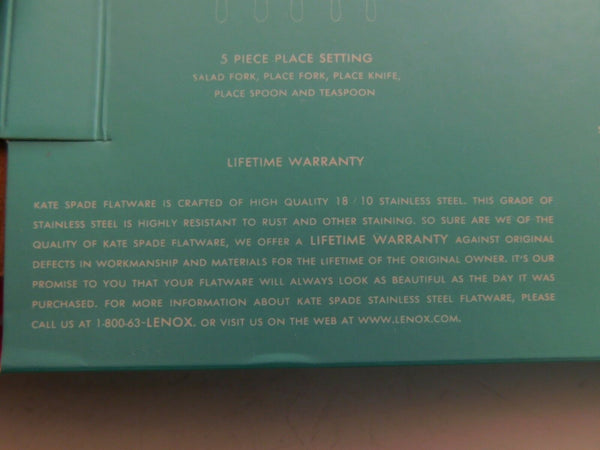 5 PIECE PLACE SETTING
SALAD FORK, PLACE FORK, PLACE KNIFE,
PLACE SPOON AND TEASPOON
LIFETIME WARRANTY
KATE SPADE FLATWARE IS CRAFTED OF HIGH QUALITY 18 / 10 STAINLESS STEEL. THIS GRADE OF
STAINLESS STEEL IS HIGHLY RESISTANT TO RUST AND OTHER STAINING. SO SURE ARE WE OF THE
QUALITY OF KATE SPADE FLATWARE, WE OFFER A LIFETIME WARRANTY AGAINST ORIGINAL
DEFECTS IN WORKMANSHIP AND MATERIALS FOR THE LIFETIME OF THE ORIGINAL OWNER. IT'S OUR
PROMISE TO YOU THAT YOUR FLATWARE WILL ALWAYS LOOK AS BEAUTIFUL AS THE DAY IT WAS
PURCHASED. FOR MORE INFORMATION ABOUT KATE SPADE STAINLESS STEEL FLATWARE, PLEASE
CALL US AT 1-800-63-LENOX. OR VISIT US ON THE WEB AT WWW.LENOX.COM.